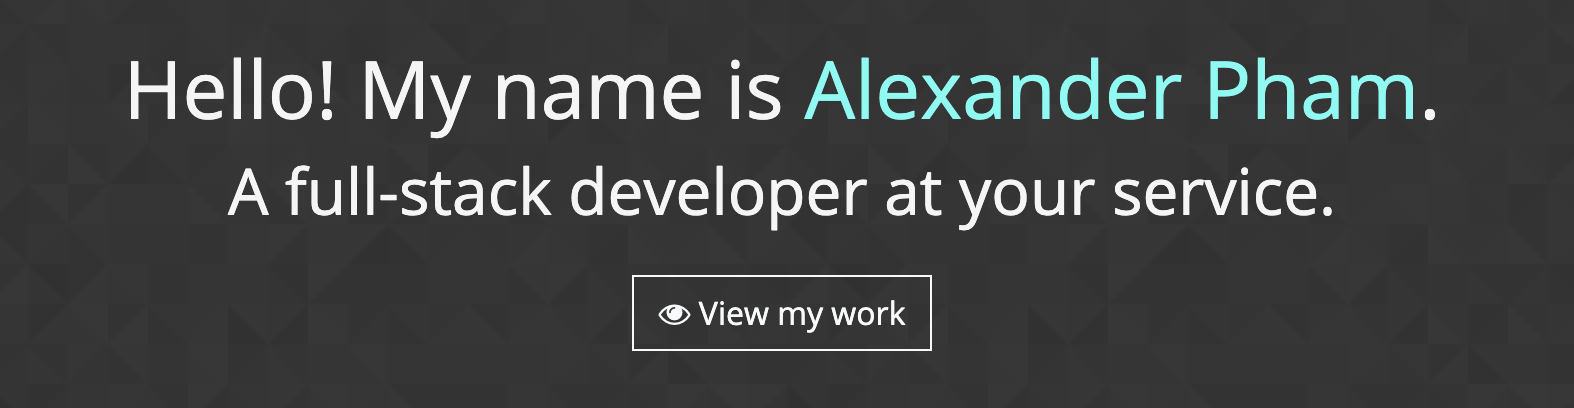 Hello! My name is Alexander Pham.
A full-stack developer at your service.
View my work